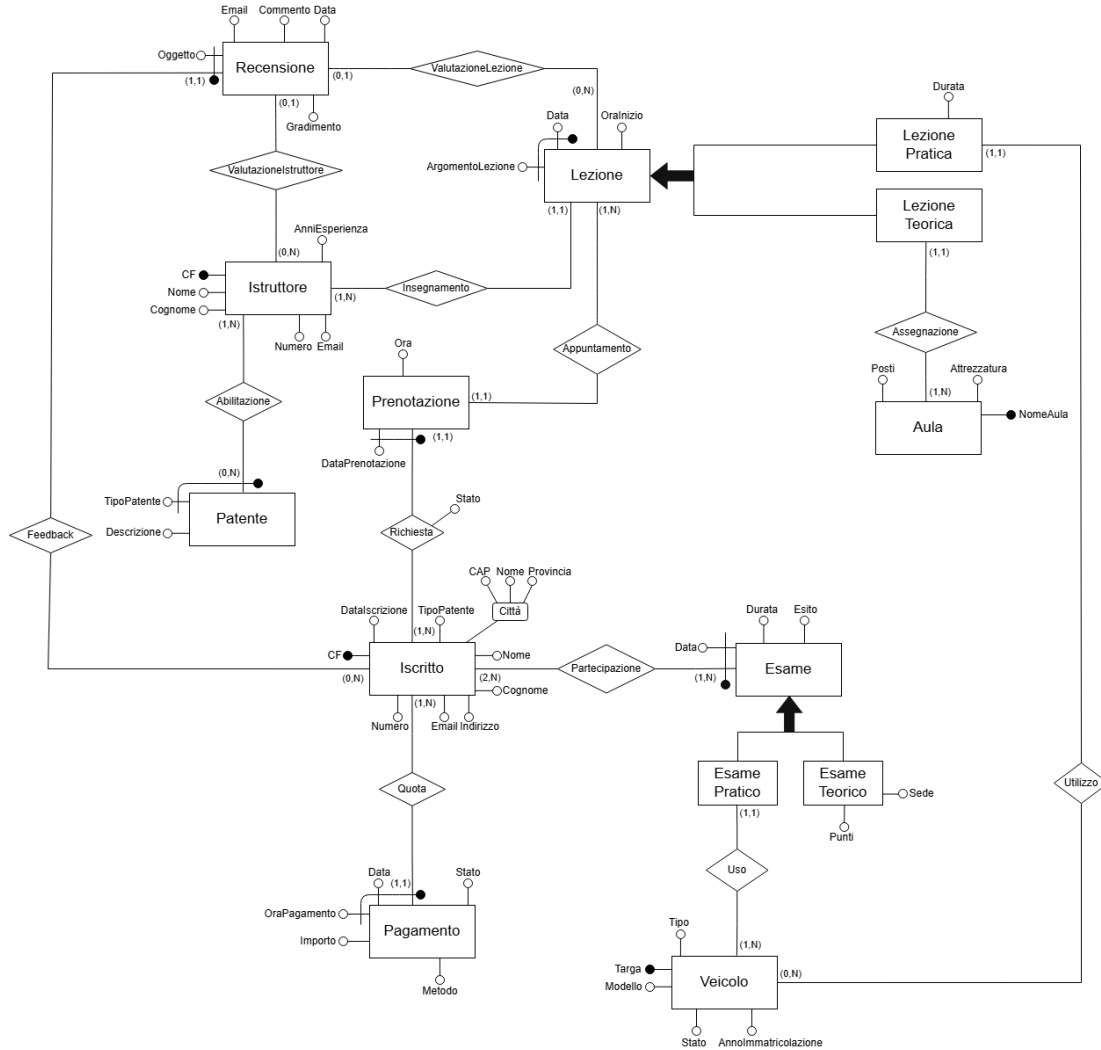 Email Commento Data
Oggetto
Recensione
(1,1)
(0,1)
(0,1)
Gradimento
ValutazioneLezione
(0,N)
Data OraInizio
ArgomentoLezione
Lezione
(1,1)
(1,N)
Durata
Lezione
Pratica
(1,1)
Lezione
Teorica
(1,1)
ValutazioneIstruttore
(0,N)
AnniEsperienza
CF
Nome
Cognome
Istruttore
(1,N)
(1,N)
Numero Email
Insegnamento
Appuntamento
Assegnazione
Ora
Prenotazione
(1,1)
(1,1)
DataPrenotazione
Posti
Attrezzatura
(1,N)
Aula
NomeAula
Abilitazione
(0,N)
TipoPatente
Descrizione
Patente
Feedback
Stato
Richiesta
CAP Nome Provincia
Città
DataIscrizione TipoPatente
(1,N)
CF
Iscritto
Nome
Cognome
(0,N)
(1,N)
(2,N)
Numero
Email Indirizzo
Partecipazione
Durata Esito
Data
Esame
(1,N)
Esame
Pratico
(1,1)
Esame
Teorico
Sede
Punti
Utilizzo
Quota
Uso
Data
(1,1)
Stato
OraPagamento
Importo
Pagamento
Metodo
Tipo
(1,N)
Targa
Modello
Veicolo
(0,N)
Stato
AnnoImmatricolazione